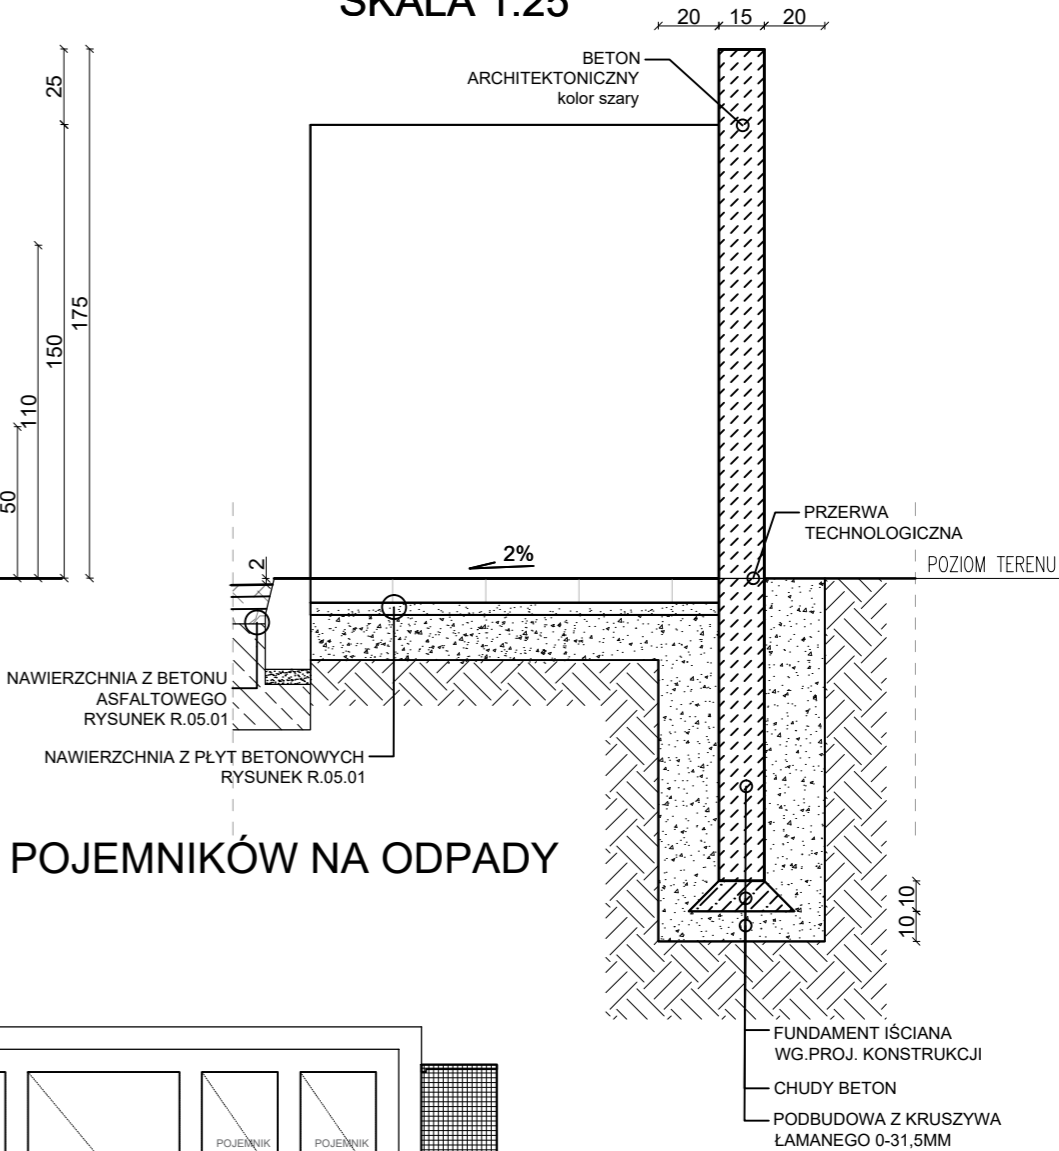 SKALA 1:25
20 15 20
BETON
ARCHITEKTONICZNY
kolor szary
25
175
150
110
50
PRZERWA
TECHNOLOGICZNA
2%
2
POZIOM TERENU
NAWIERZCHNIA Z BETONU
ASFALTOWEGO
RYSUNEK R.05.01
NAWIERZCHNIA Z PŁYT BETONOWYCH
RYSUNEK R.05.01
POJEMNIKÓW NA ODPADY
10
10
FUNDAMENT IŚCIANA
WG.PROJ. KONSTRUKCJI
CHUDY BETON
PODBUDOWA Z KRUSZYWA
ŁAMANEGO 0-31,5MM
POJEMNIK
POJEMNIK